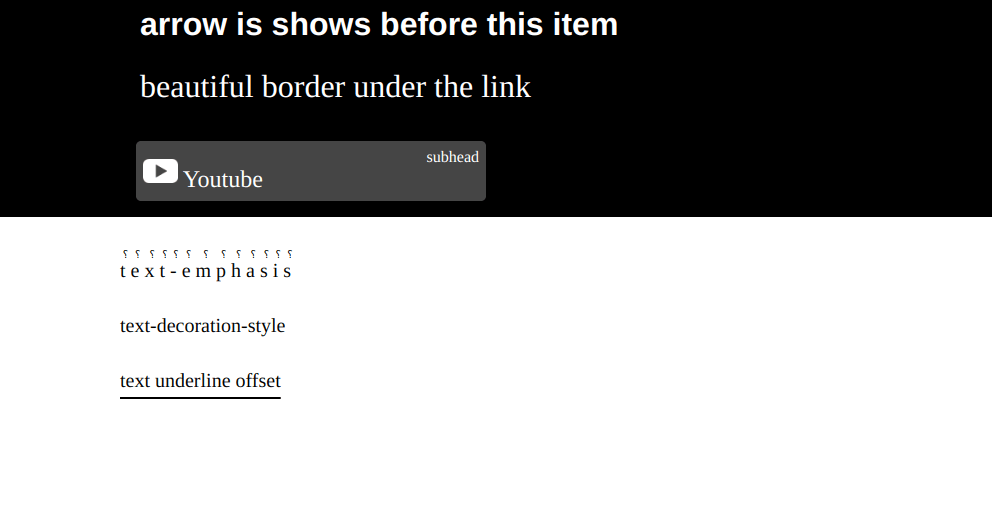 arrow is shows before this item
beautiful border under the link
subhead
Youtube
؟ ؟ ؟ ؟ ؟ ؟ ؟ ؟ ؟ ؟ ؟ ؟ ؟
text-emphasis
text-decoration-style
text underline offset